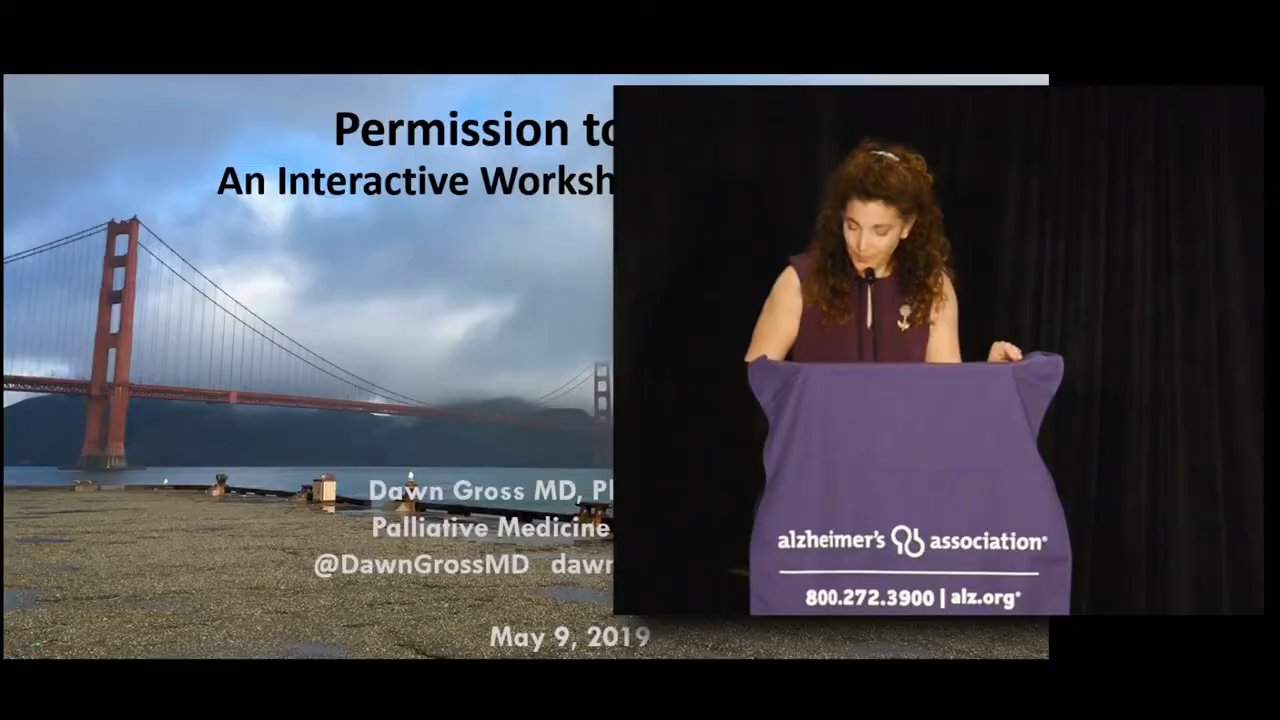 Permission to
An Interactive Worksh
Dawn Gross MD, P
Palliative Medicine
@DawnGrossMD dawn
May 9, 2019
alzheimer's association®
800.272.3900 | alz.org®